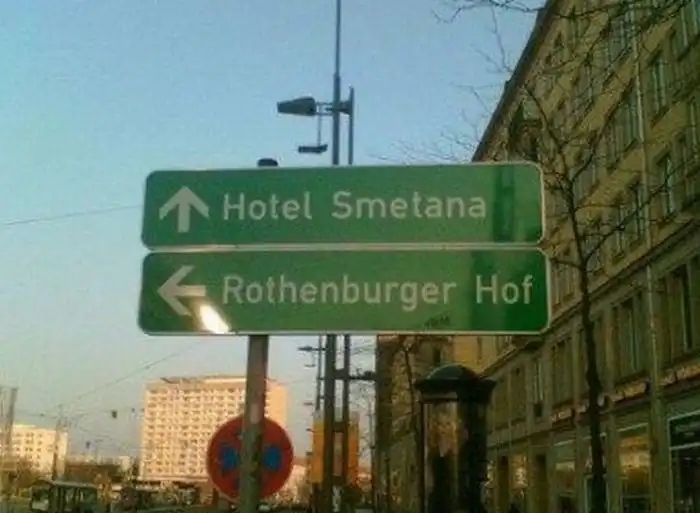 Hotel Smetana
Rothenburger Hof